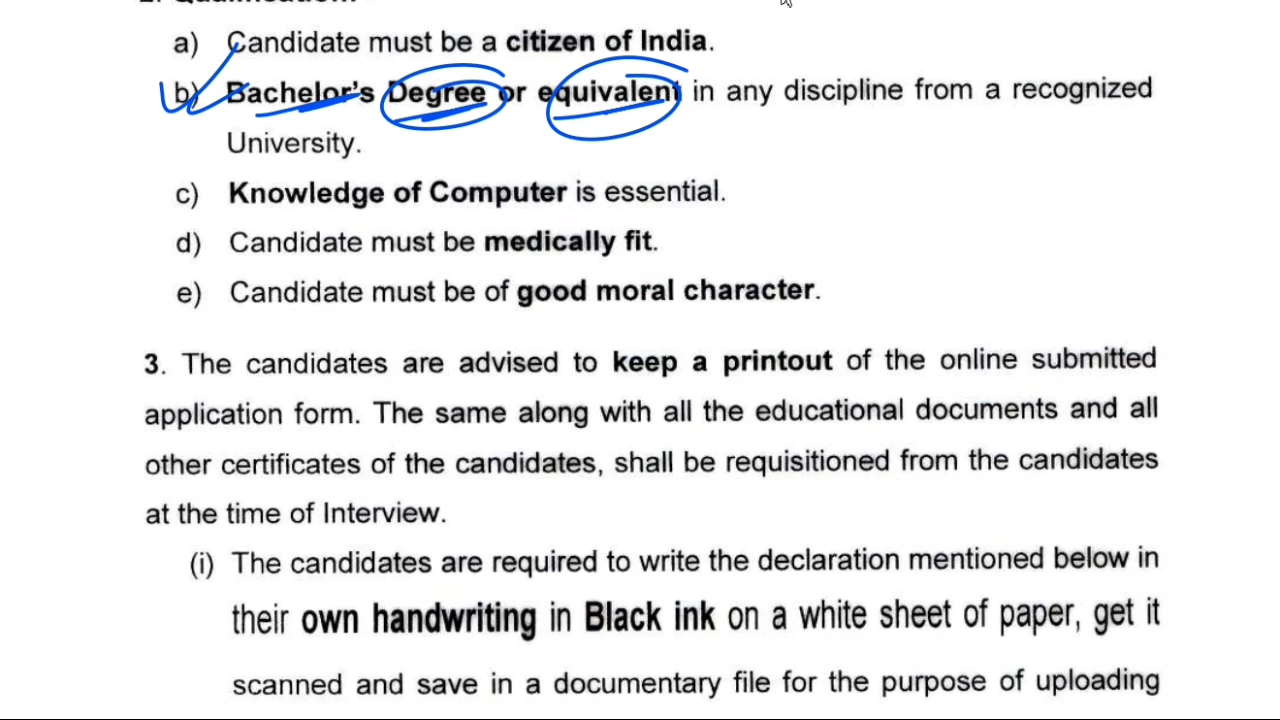 a) Candidate must be a citizen of India.
b) Bachelor's Degree or equivalent in any discipline from a recognized
University.
c) Knowledge of Computer is essential.
d) Candidate must be medically fit.
e) Candidate must be of good moral character.
3. The candidates are advised to keep a printout of the online submitted
application form. The same along with all the educational documents and all
other certificates of the candidates, shall be requisitioned from the candidates
at the time of Interview.
(i) The candidates are required to write the declaration mentioned below in
their own handwriting in Black ink on a white sheet of paper, get it
scanned and save in a documentary file for the purpose of uploading